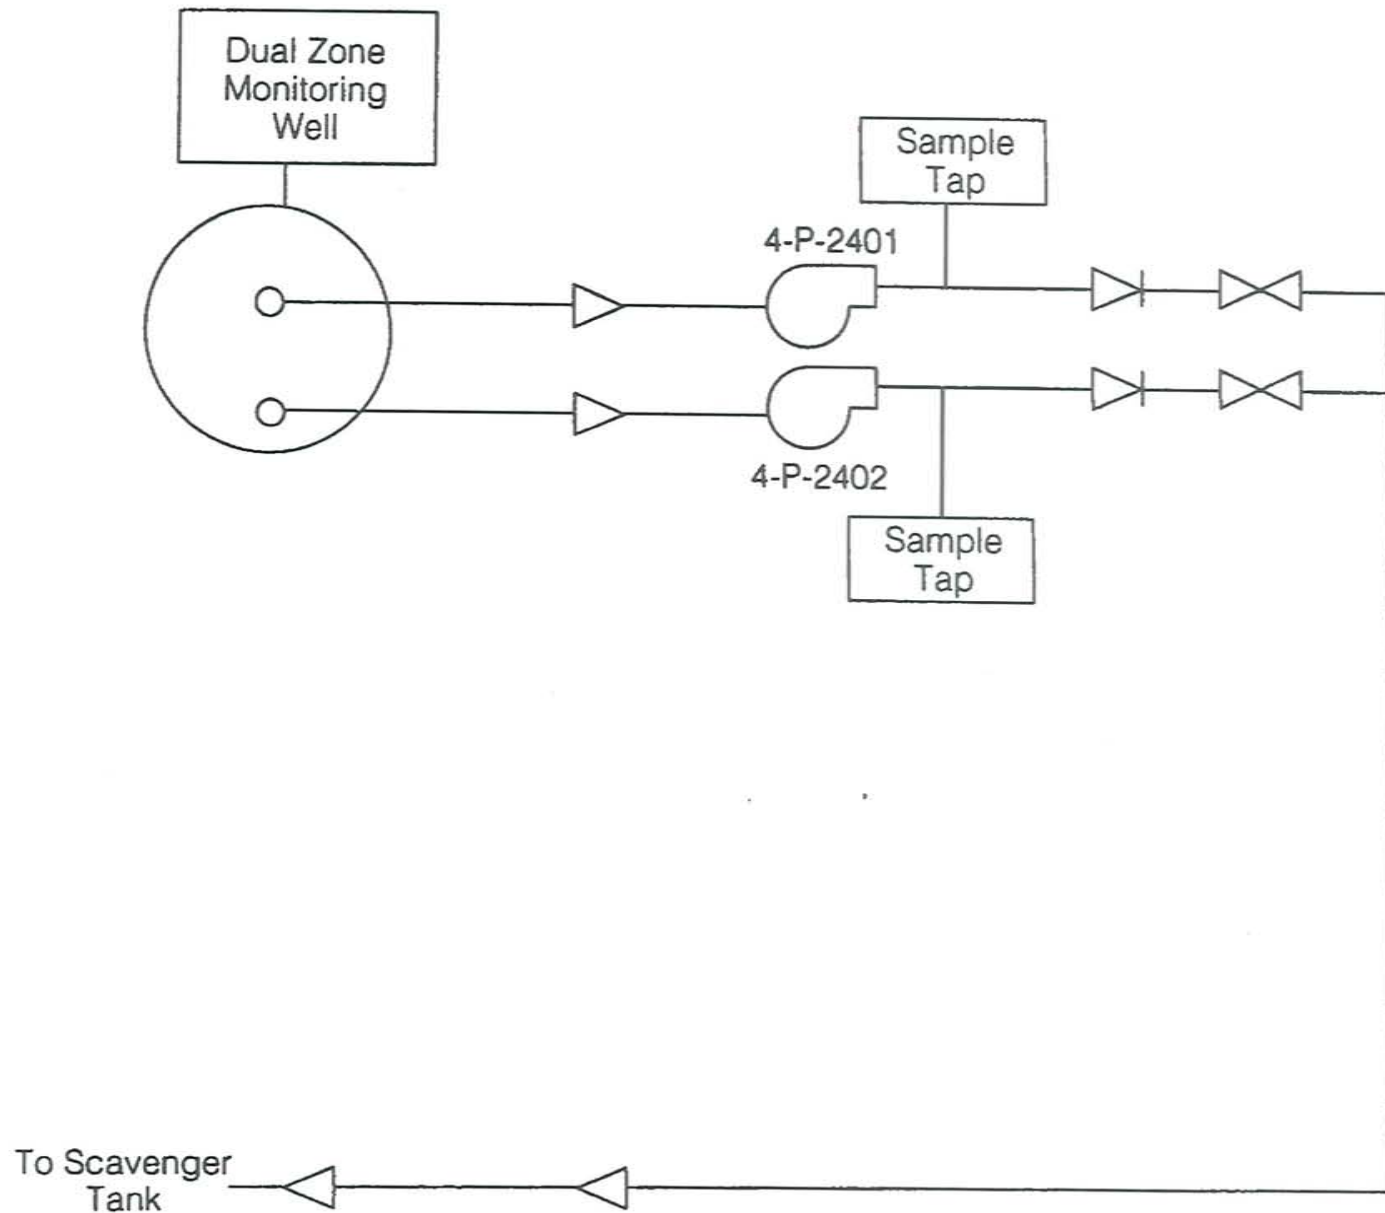 Dual Zone
Monitoring
Well
Sample
Tap
4-P-2401
4-P-2402
Sample
Tap
To Scavenger
Tank